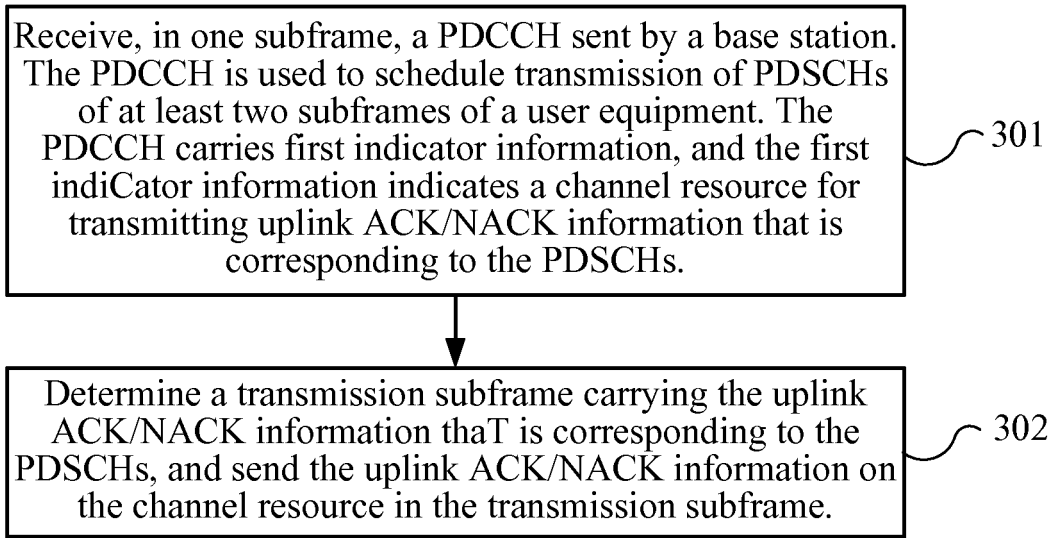 Receive, in one subframe, a PDCCH sent by a base station.
The PDCCH is used to schedule transmission of PDSCHs
of at least two subframes of a user equipment. The
PDCCH carries first indicator information, and the first
indiCator information indicates a channel resource for
transmitting uplink ACK/NACK information that is
corresponding to the PDSCHs.
301
Determine a transmission subframe carrying the uplink
ACK/NACK information thaT is corresponding to the
PDSCHs, and send the uplink ACK/NACK information on
the channel resource in the transmission subframe.
302